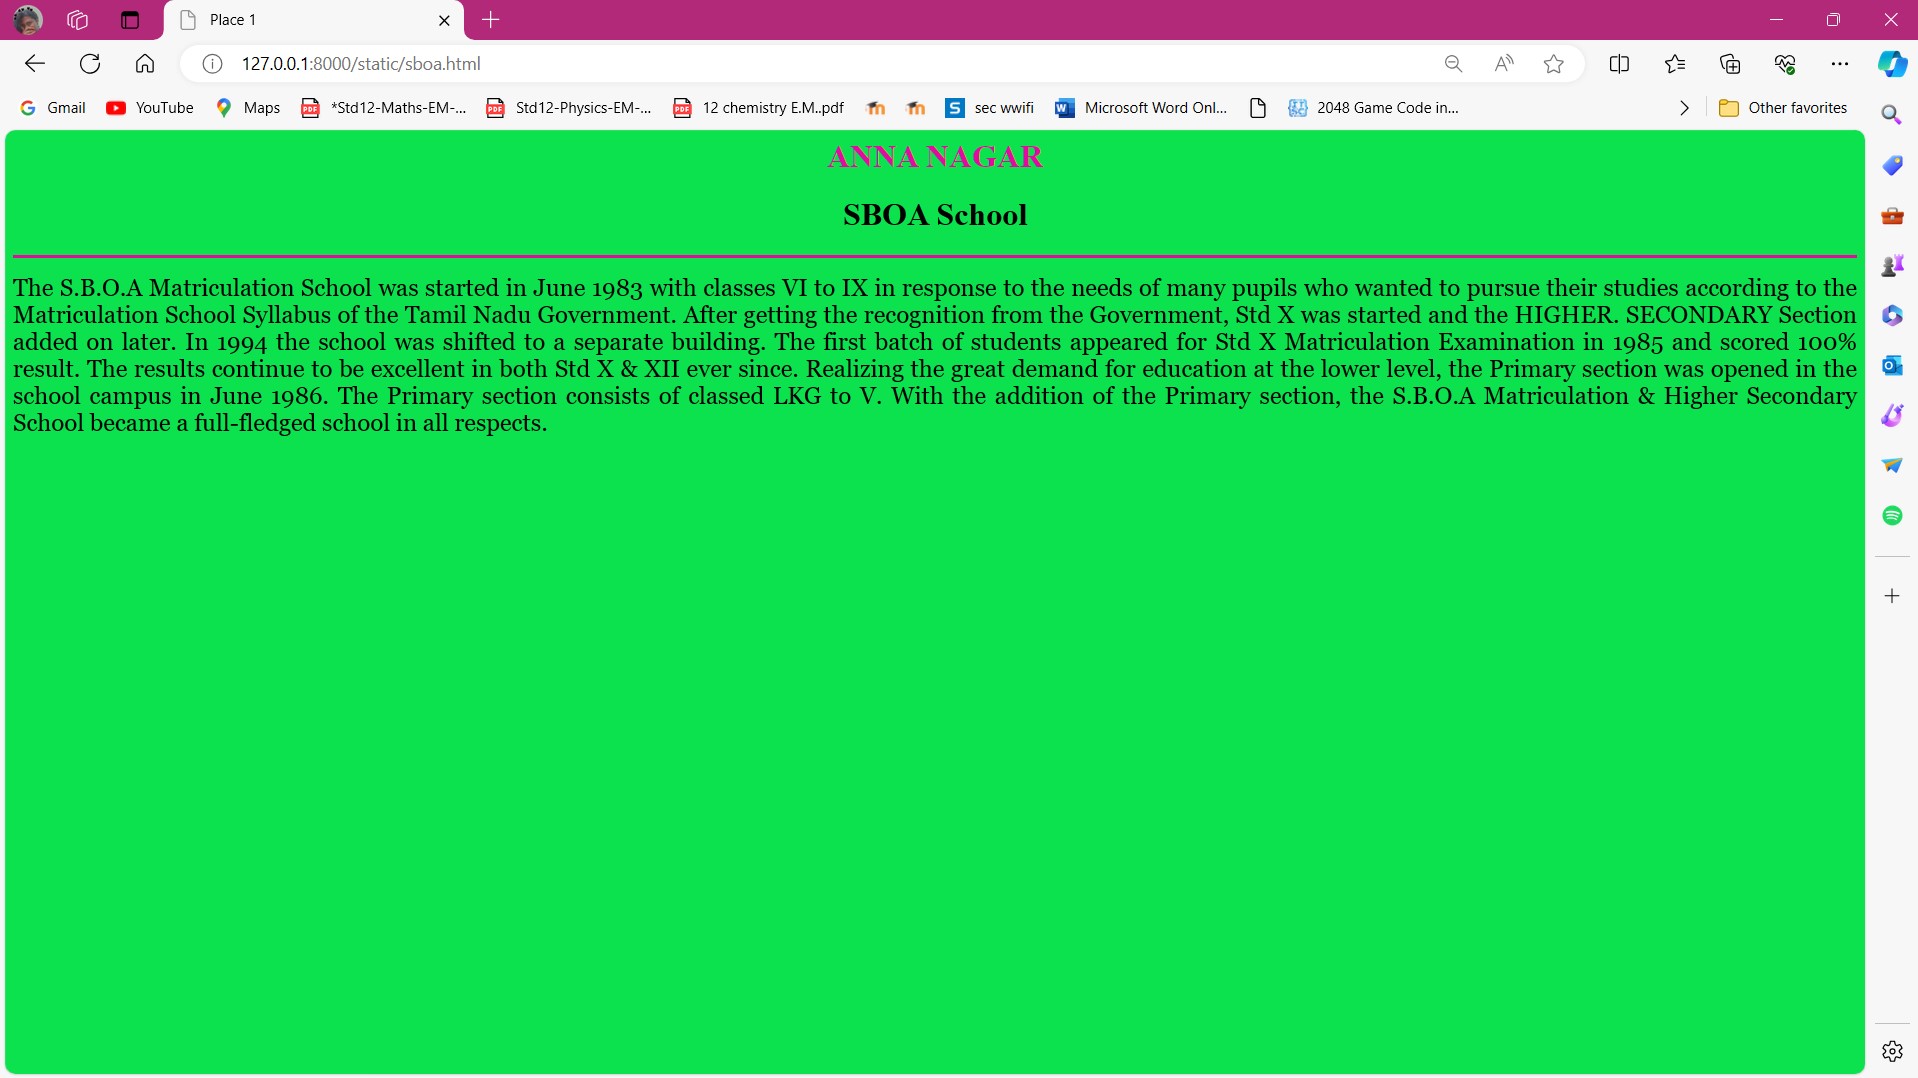 Place 1
127.0.0.1:8000/static/sboa.html
Gmail YouTube Maps *Std12-Maths-EM-... Std12-Physics-EM-... 12 chemistry E.M..pdf sec wwifi Microsoft Word Onl... 2048 Game Code in... Other favorites
ANNA NAGAR
SBOA School
The S.B.O.A Matriculation School was started in June 1983 with classes VI to IX in response to the needs of many pupils who wanted to pursue their studies according to the
Matriculation School Syllabus of the Tamil Nadu Government. After getting the recognition from the Government, Std X was started and the HIGHER. SECONDARY Section
added on later. In 1994 the school was shifted to a separate building. The first batch of students appeared for Std X Matriculation Examination in 1985 and scored 100%
result. The results continue to be excellent in both Std X & XII ever since. Realizing the great demand for education at the lower level, the Primary section was opened in the
school campus in June 1986. The Primary section consists of classed LKG to V. With the addition of the Primary section, the S.B.O.A Matriculation & Higher Secondary
School became a full-fledged school in all respects.